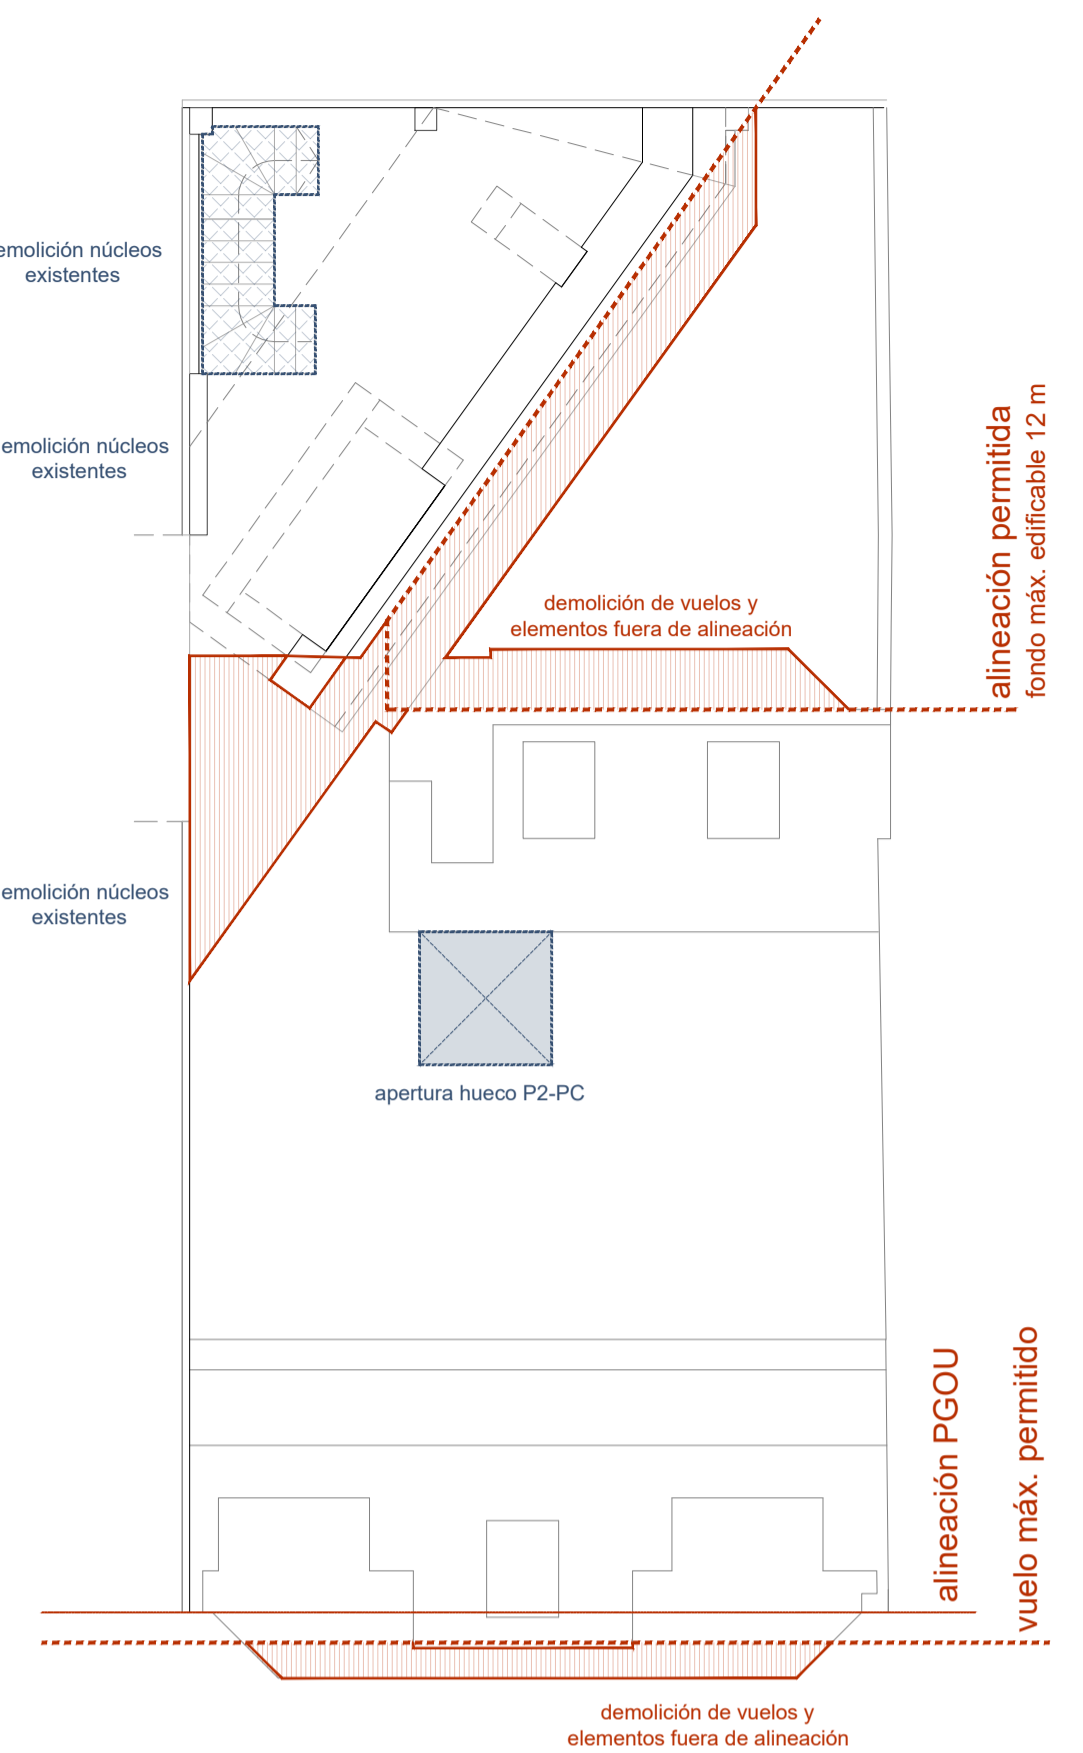 emolición núcleos
existentes
emolición núcleos
existentes
alineación permitida
fondo máx. edificable 12 m
demolición de vuelos y
elementos fuera de alineación
emolición núcleos
existentes
apertura hueco P2-PC
alineación PGOU
vuelo máx. permitido
demolición de vuelos y
elementos fuera de alineación